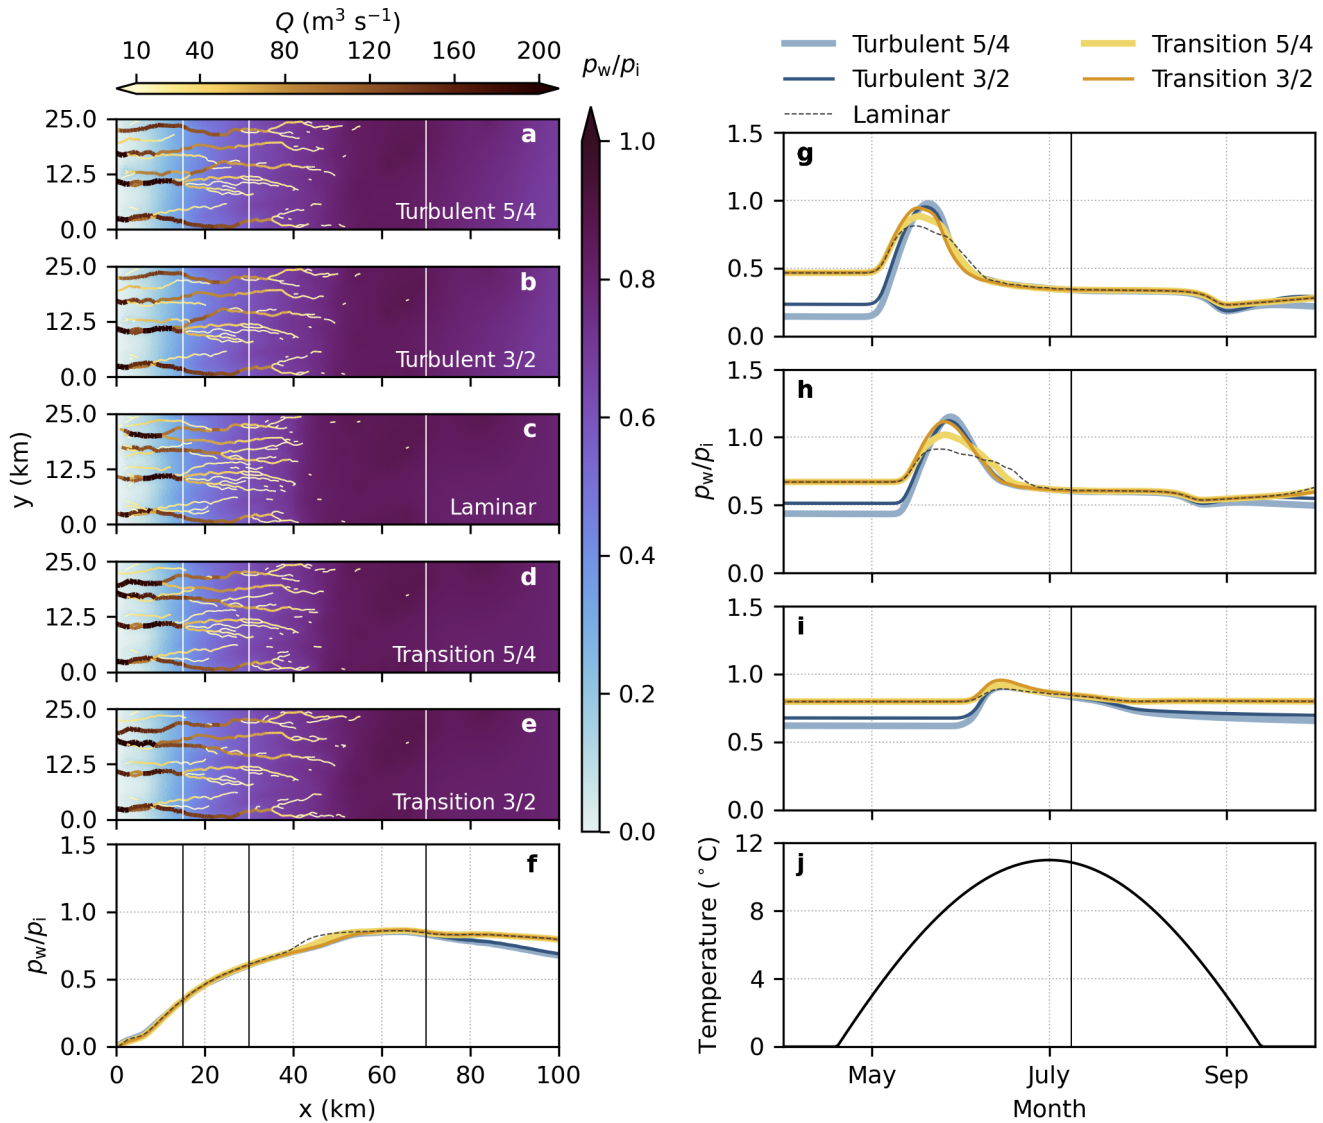 Q (m³ s⁻¹)
10 40 80 120 160 200
p_w/p_i
Turbulent 5/4
Transition 5/4
Turbulent 3/2
Transition 3/2
Laminar
25.0
12.5
0.0
a
Turbulent 5/4
25.0
12.5
0.0
b
Turbulent 3/2
25.0
12.5
0.0
c
Laminar
y (km)
25.0
12.5
0.0
d
Transition 5/4
25.0
12.5
0.0
e
Transition 3/2
1.0
0.8
0.6
0.4
0.2
0.0
1.5
1.0
0.5
0.0
f
p_w/p_i
0 20 40 60 80 100
x (km)
1.5
1.0
0.5
0.0
g
1.5
1.0
0.5
0.0
h
p_w/p_i
1.5
1.0
0.5
0.0
i
12
8
4
0
j
Temperature (°C)
May July Sep
Month